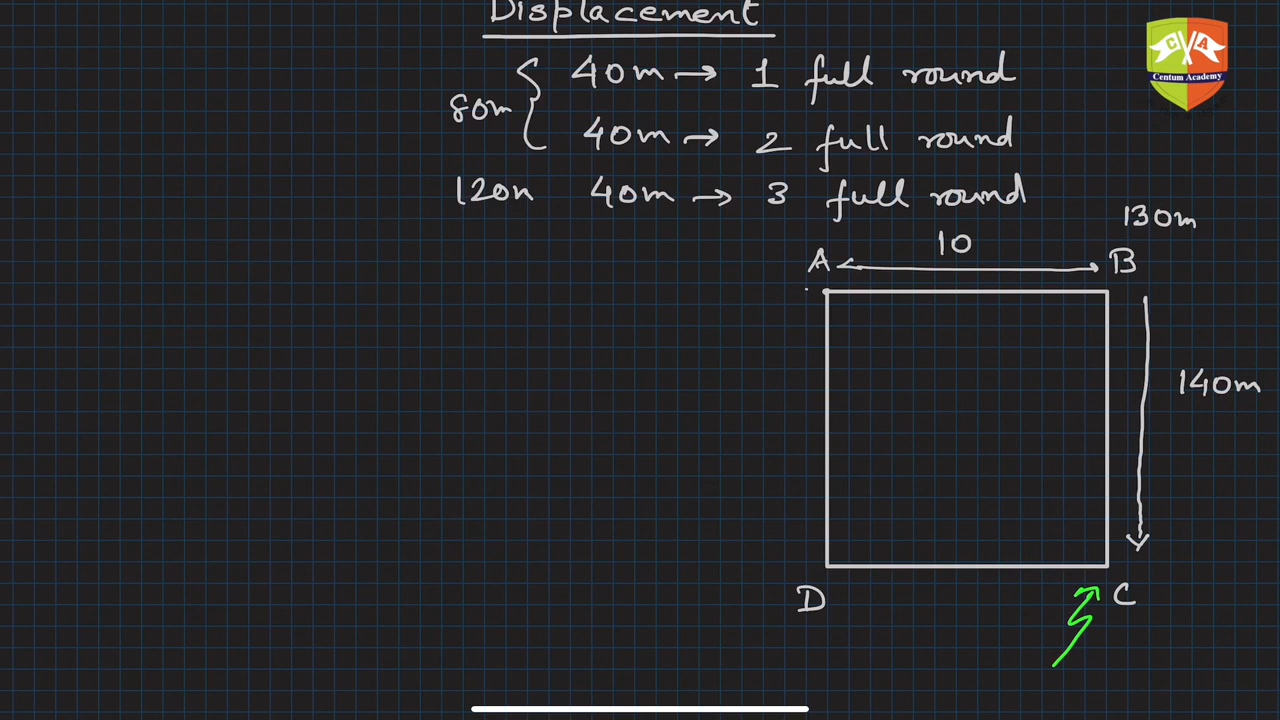 Displacement
40m → 1 full round
80m
40m → 2 full round
120m 40m → 3 full round
130m
10
A B
140m
D C
C A
Centum Academy